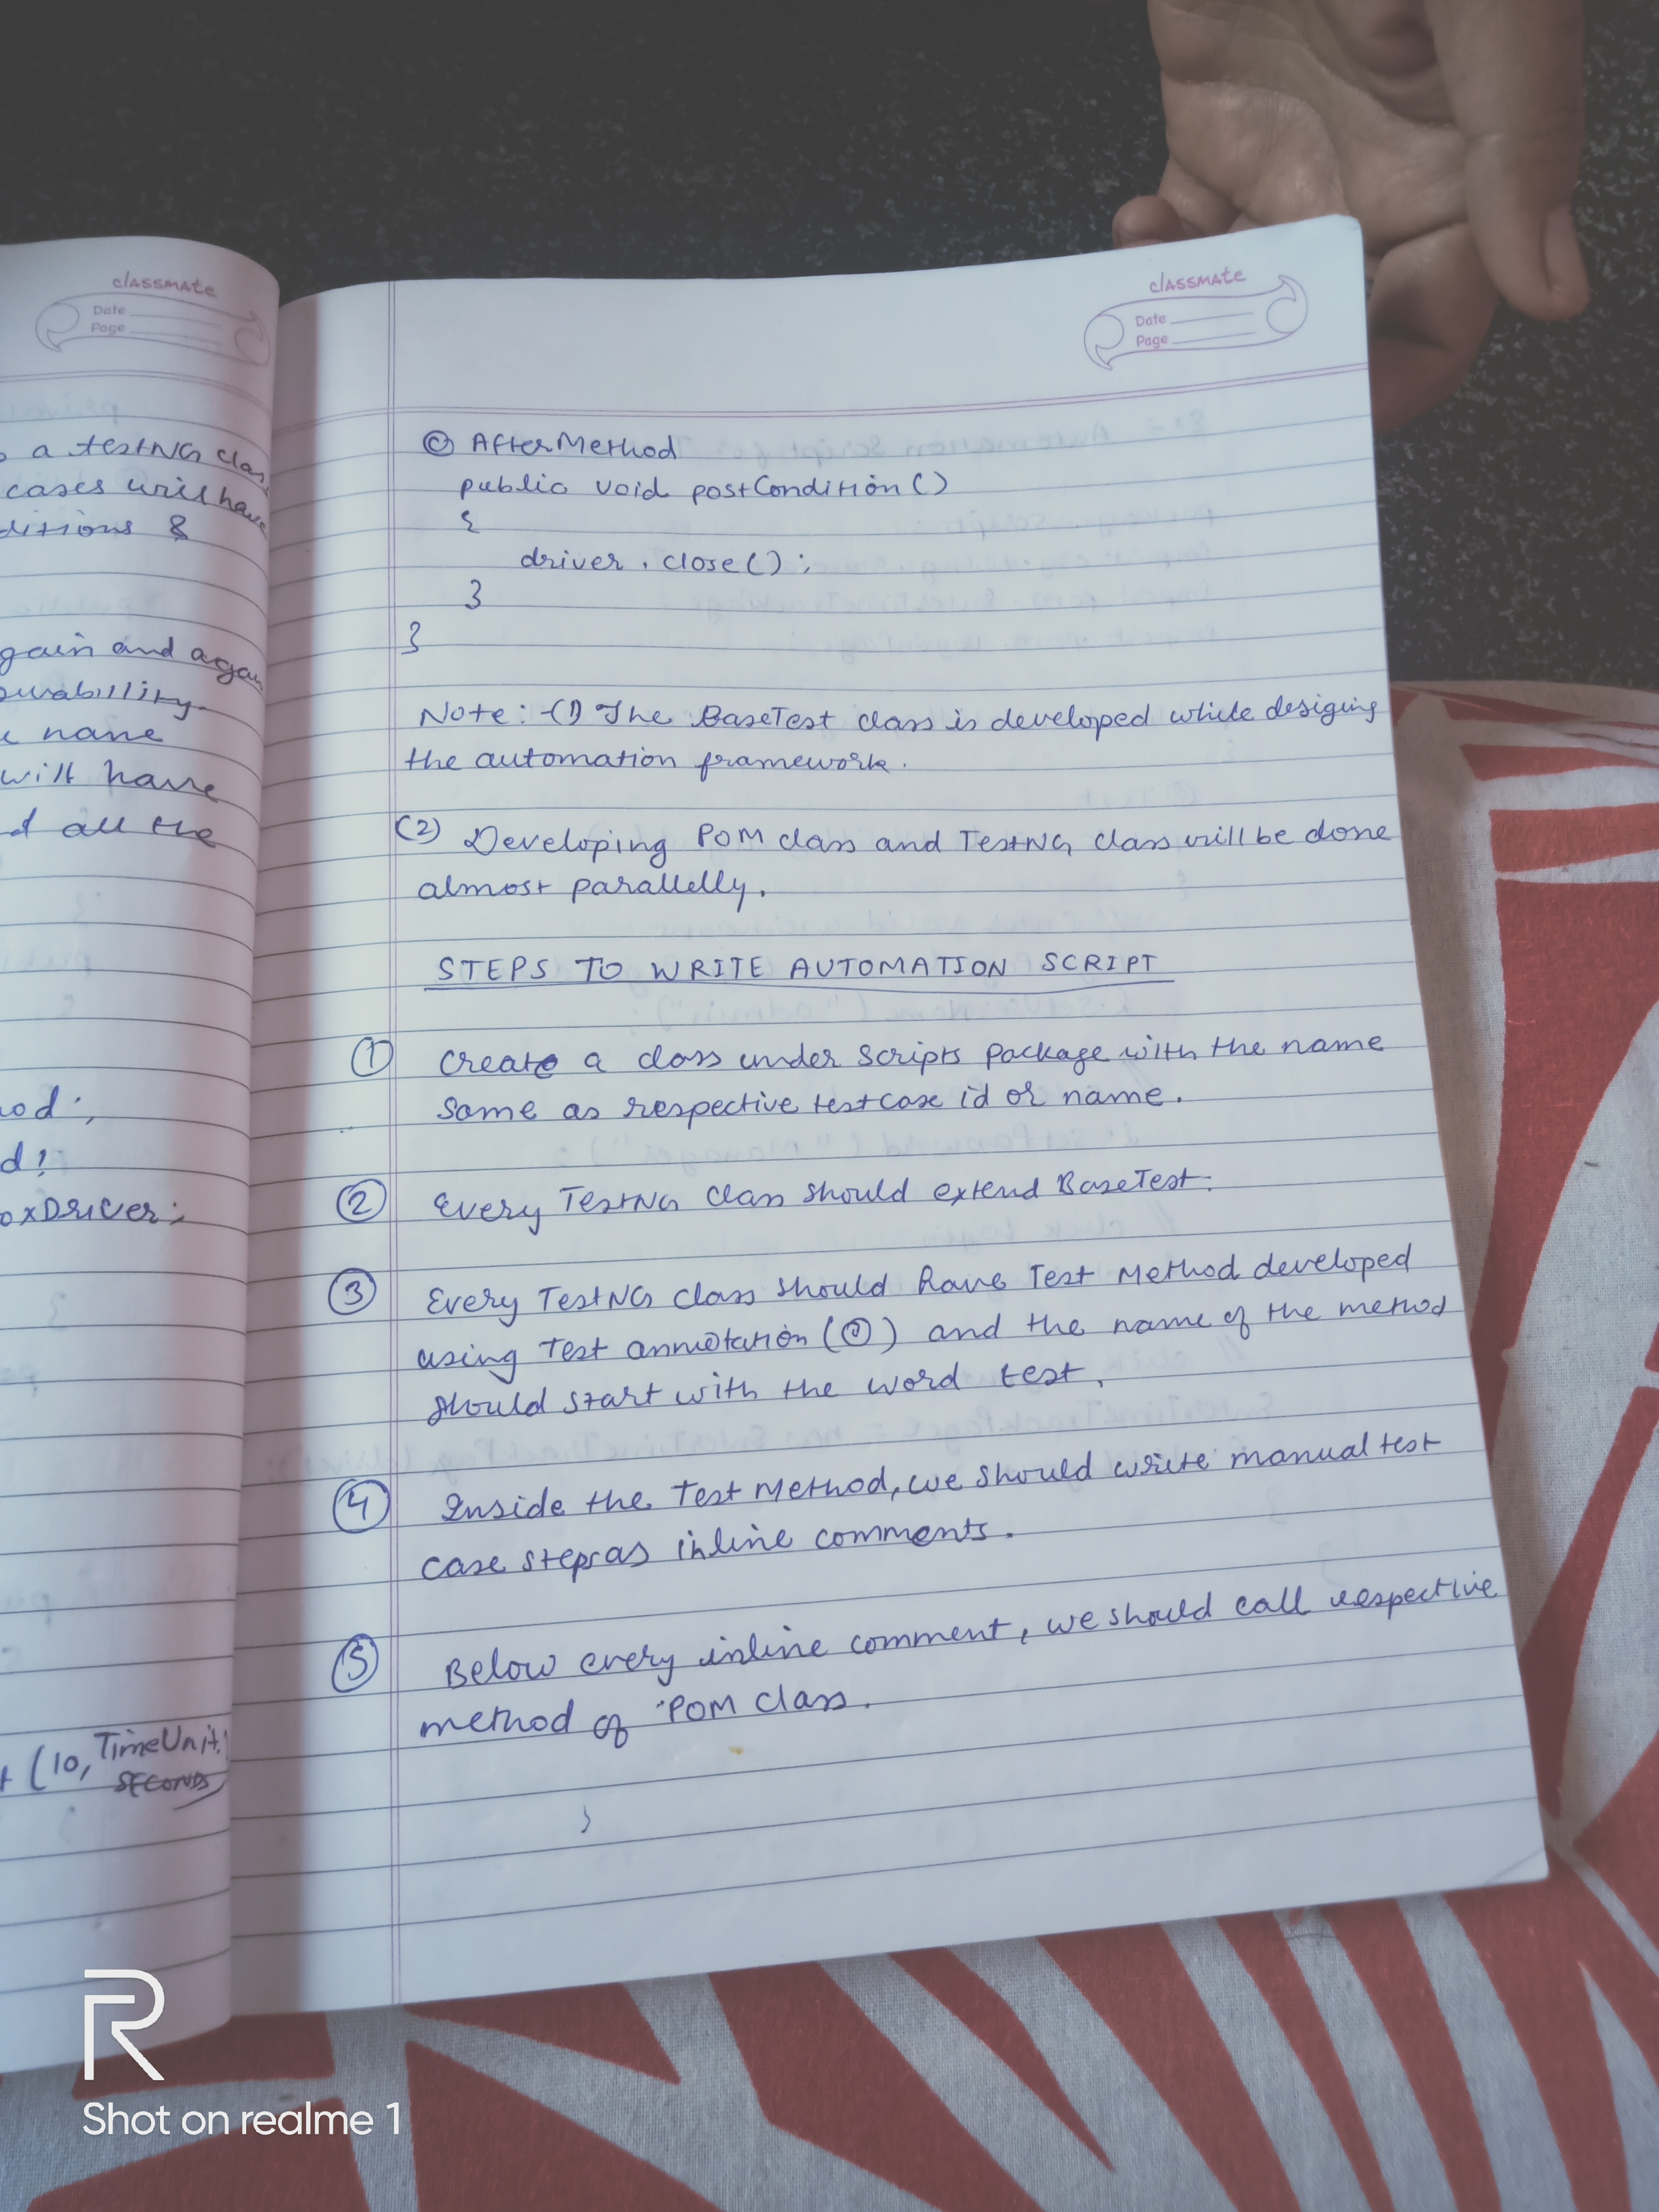 classmate
Date
Page
a testNG clas
cases will have
ditions &
gain and again
name
will have
all the
d;
oxDriver;
(10, TimeUnit.
SECONDS
classmate
Date
Page
@ AfterMethod
public void postCondition()
{
driver.close();
}
}
Note:-(1) The BaseTest class is developed while desiging
the automation framework.
(2) Developing POM class and TestNG class will be done
almost parallelly.
STEPS TO WRITE AUTOMATION SCRIPT
① Create a class under scripts package with the name
same as respective testcase id or name.
② Every TestNG class should extend BaseTest.
③ Every TestNG class should have Test Method developed
using Test annotation (@) and the name of the method
should start with the word test.
④ Inside the Test Method, we should write manual test
case steps as inline comments.
⑤ Below every inline comment, we should call respective
method of POM class.
R
Shot on realme 1